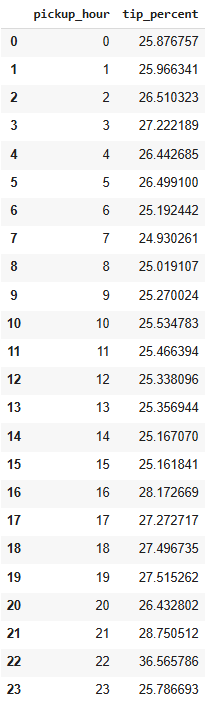 pickup_hour tip_percent
0 0 25.876757
1 1 25.966341
2 2 26.510323
3 3 27.222189
4 4 26.442685
5 5 26.499100
6 6 25.192442
7 7 24.930261
8 8 25.019107
9 9 25.270024
10 10 25.534783
11 11 25.466394
12 12 25.338096
13 13 25.356944
14 14 25.167070
15 15 25.161841
16 16 28.172669
17 17 27.272717
18 18 27.496735
19 19 27.515262
20 20 26.432802
21 21 28.750512
22 22 36.565786
23 23 25.786693